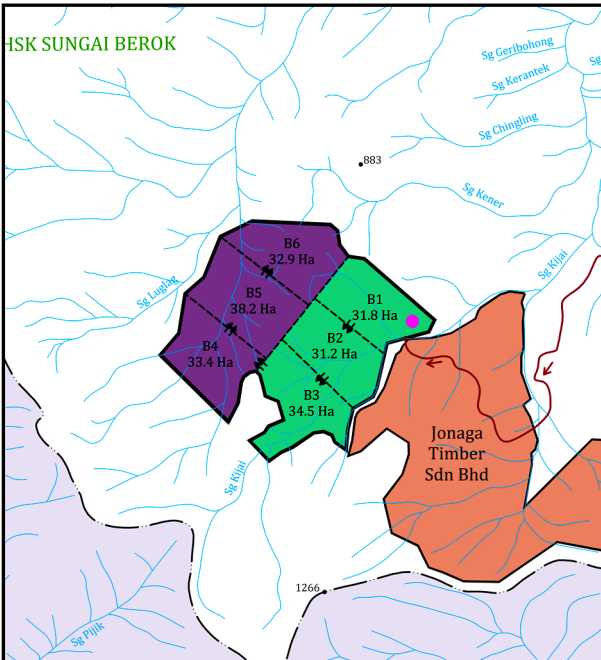 HSK SUNGAI BEROK
Sg Geribohong
Sg
Sg Kerantek
Sg Chingling
883
Sg Kener
Sg Kijai
B6
32.9 Ha
B5
38.2 Ha
B1
31.8 Ha
Sg Luglag
B2
31.2 Ha
B4
33.4 Ha
B3
34.5 Ha
Jonaga
Timber
Sdn Bhd
Sg Kijai
1266
Sg Pijik